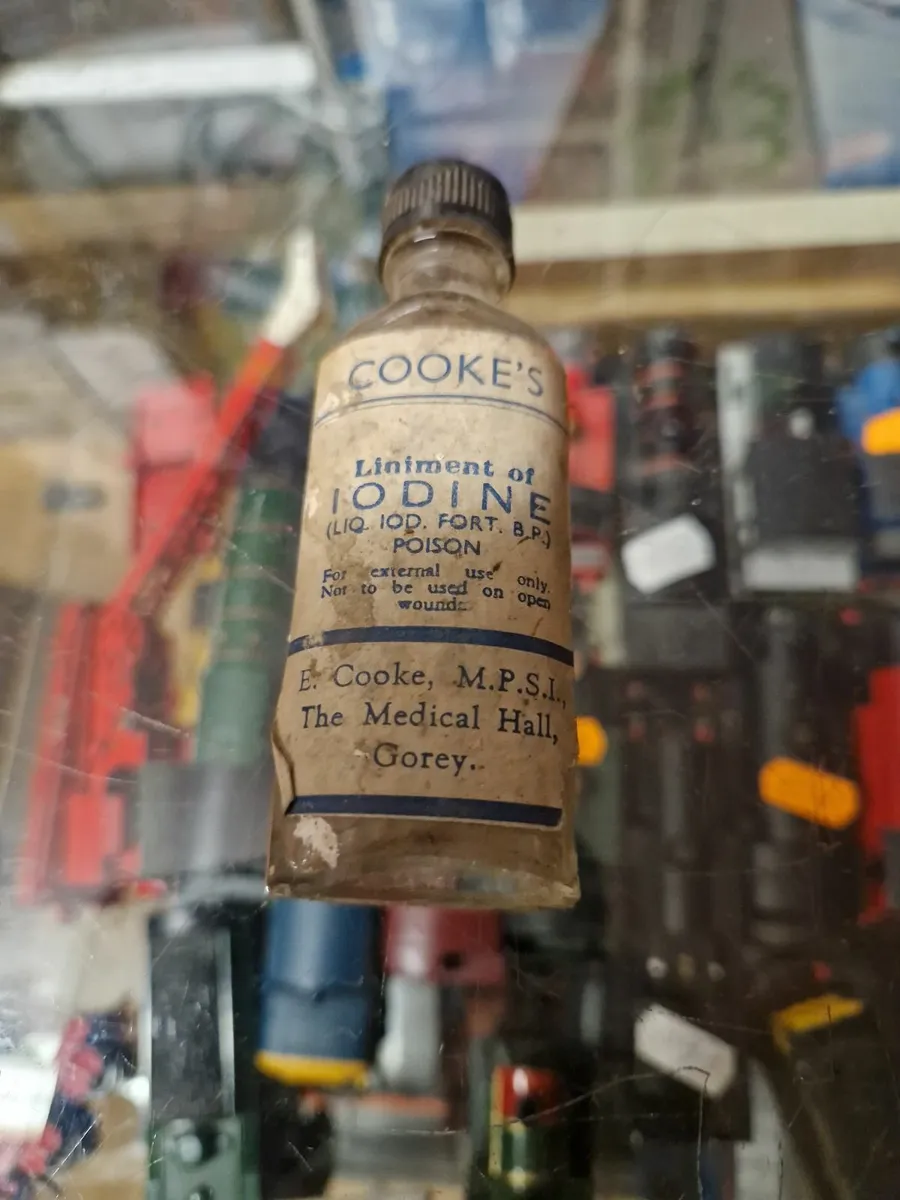 COOKE'S
Liniment of
IODINE
(LIQ. IOD. FORT. B.P.)
POISON
For external use only.
Not to be used on open
wounds.
E. Cooke, M.P.S.I.,
The Medical Hall,
Gorey.